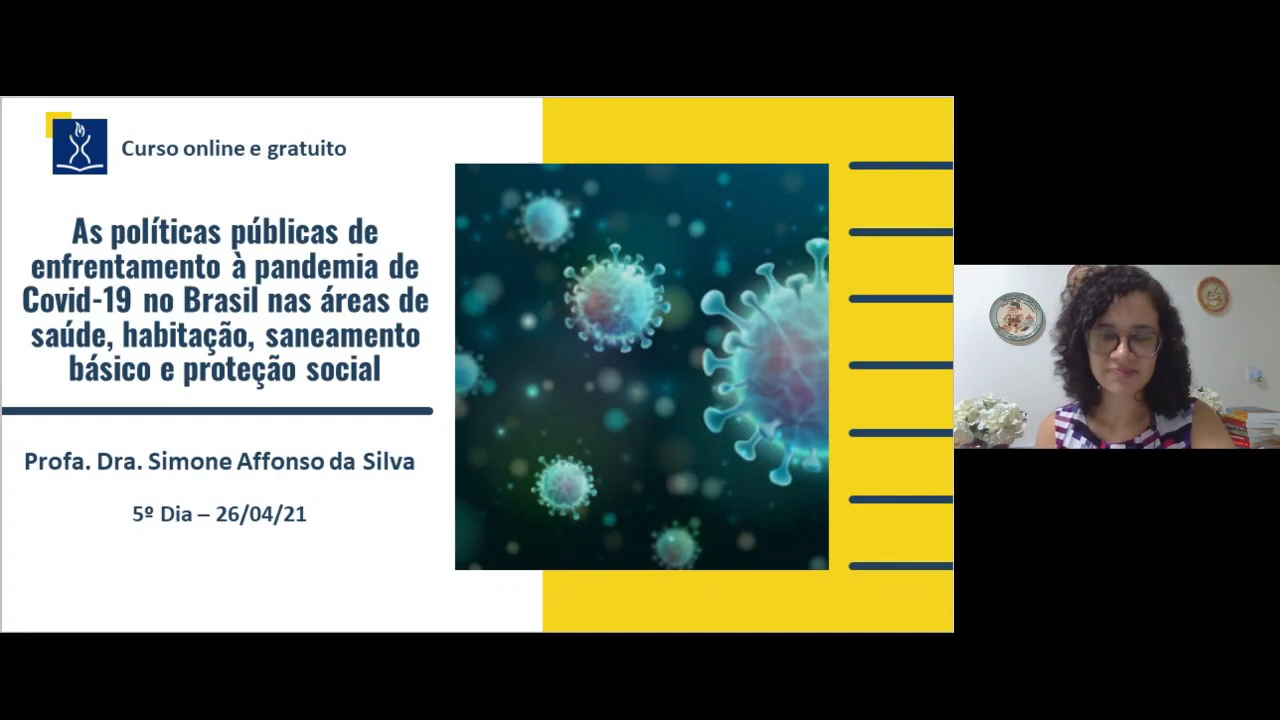 Curso online e gratuito
As políticas públicas de
enfrentamento à pandemia de
Covid-19 no Brasil nas áreas de
saúde, habitação, saneamento
básico e proteção social
Profa. Dra. Simone Affonso da Silva
5º Dia – 26/04/21